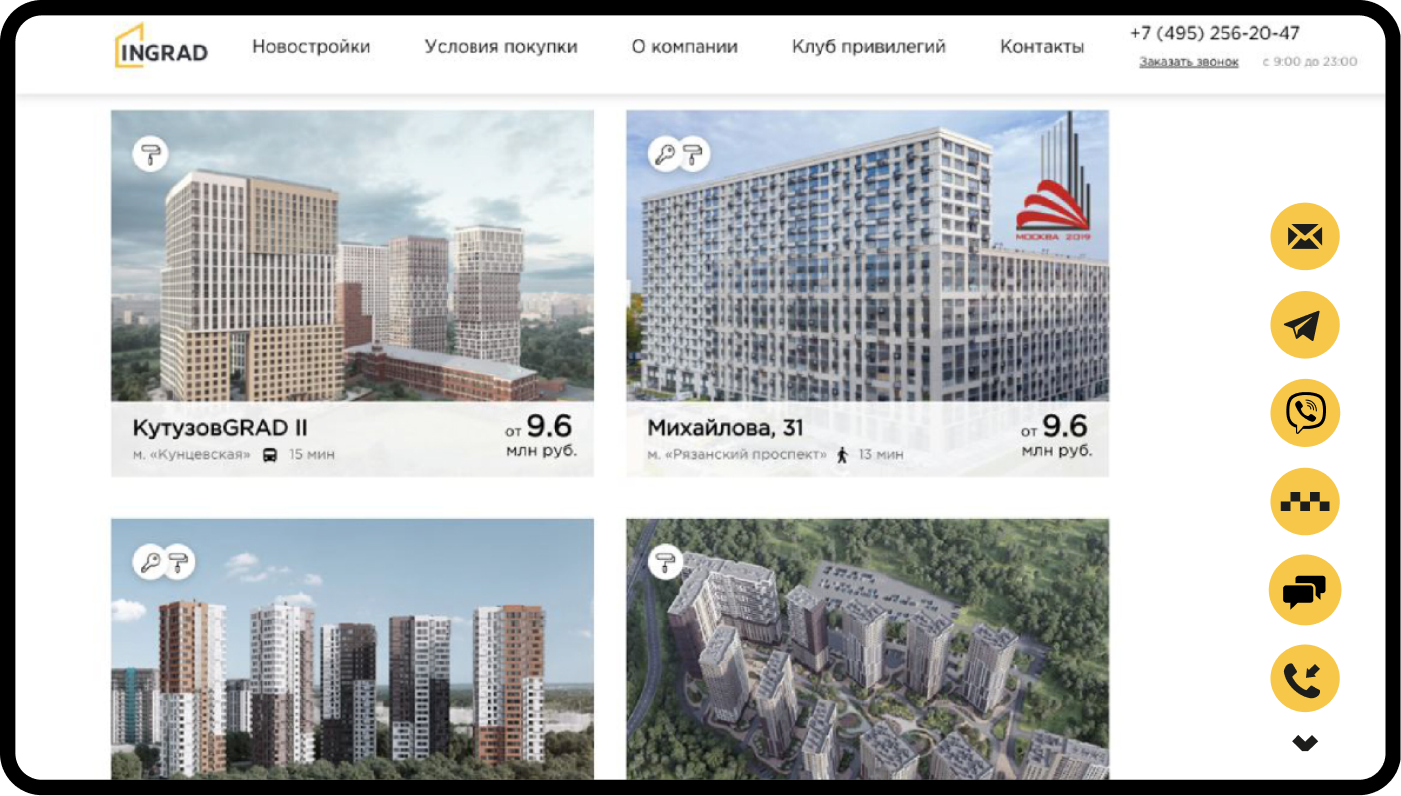 INGRAD
Новостройки
Условия покупки
О компании
Клуб привилегий
Контакты
+7 (495) 256-20-47
Заказать звонок
с 9:00 до 23:00
МОСКВА 2019
КутузовGRAD II
от 9.6
м. «Кунцевская» 15 мин
млн руб.
Михайлова, 31
от 9.6
м. «Рязанский проспект» 13 мин
млн руб.